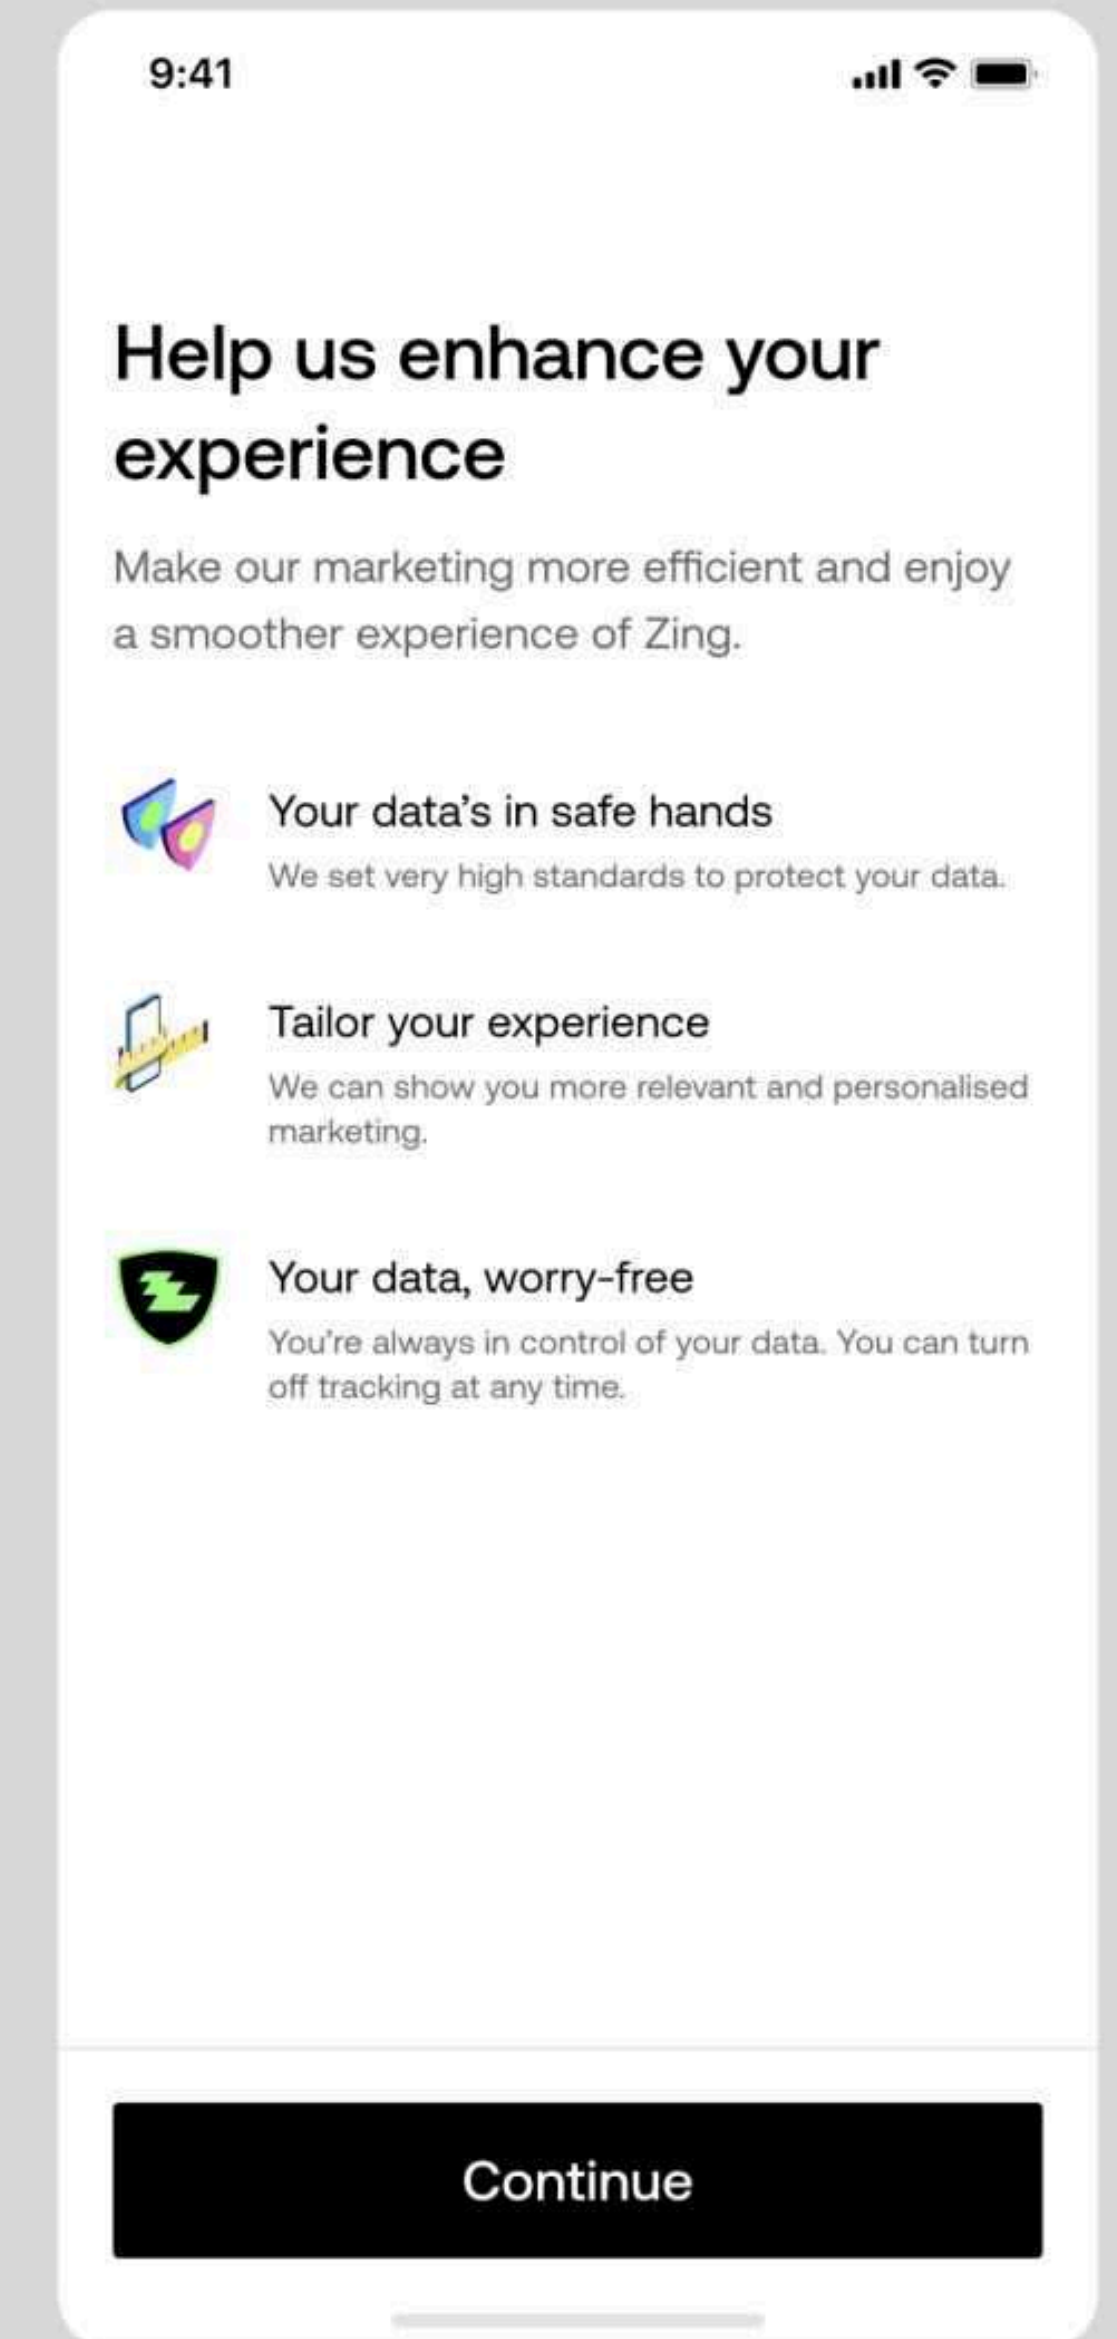 9:41
Help us enhance your
experience
Make our marketing more efficient and enjoy
a smoother experience of Zing.
Your data’s in safe hands
We set very high standards to protect your data.
Tailor your experience
We can show you more relevant and personalised
marketing.
Your data, worry-free
You’re always in control of your data. You can turn
off tracking at any time.
Continue